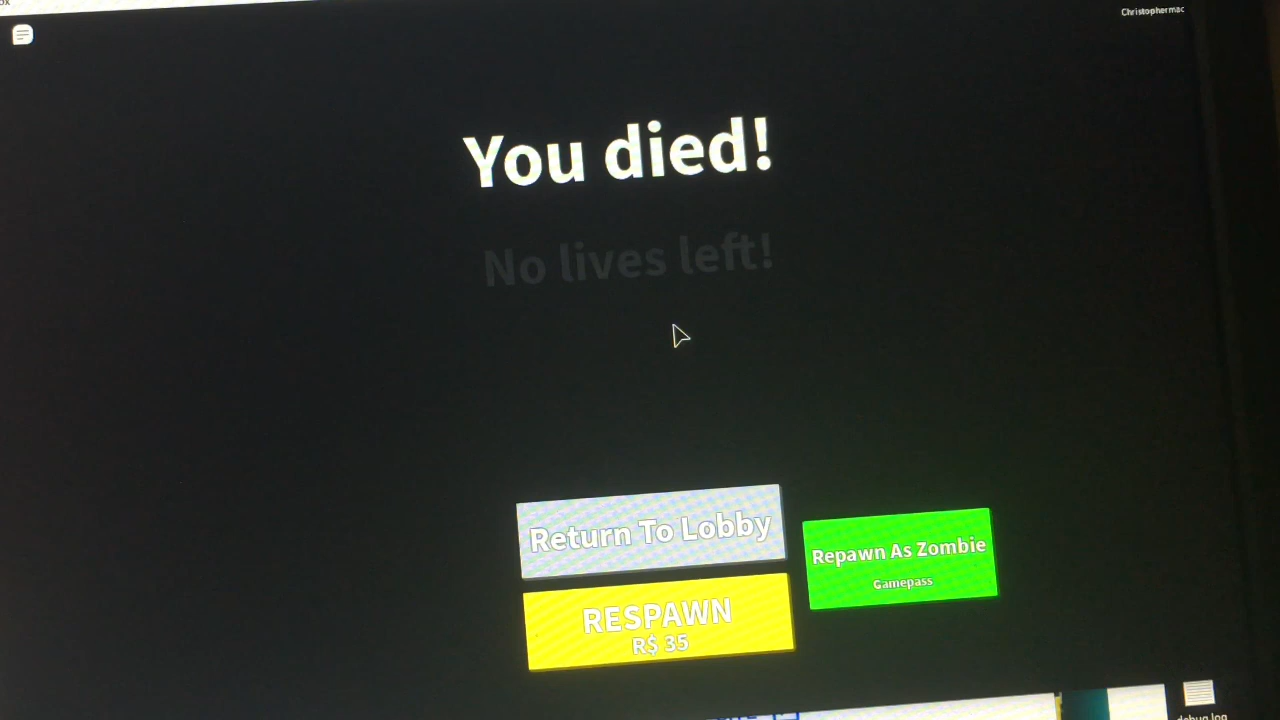 Christophermac
You died!
No lives left!
Return To Lobby
Repawn As Zombie
Gamepass
RESPAWN
R$ 35
debug.log